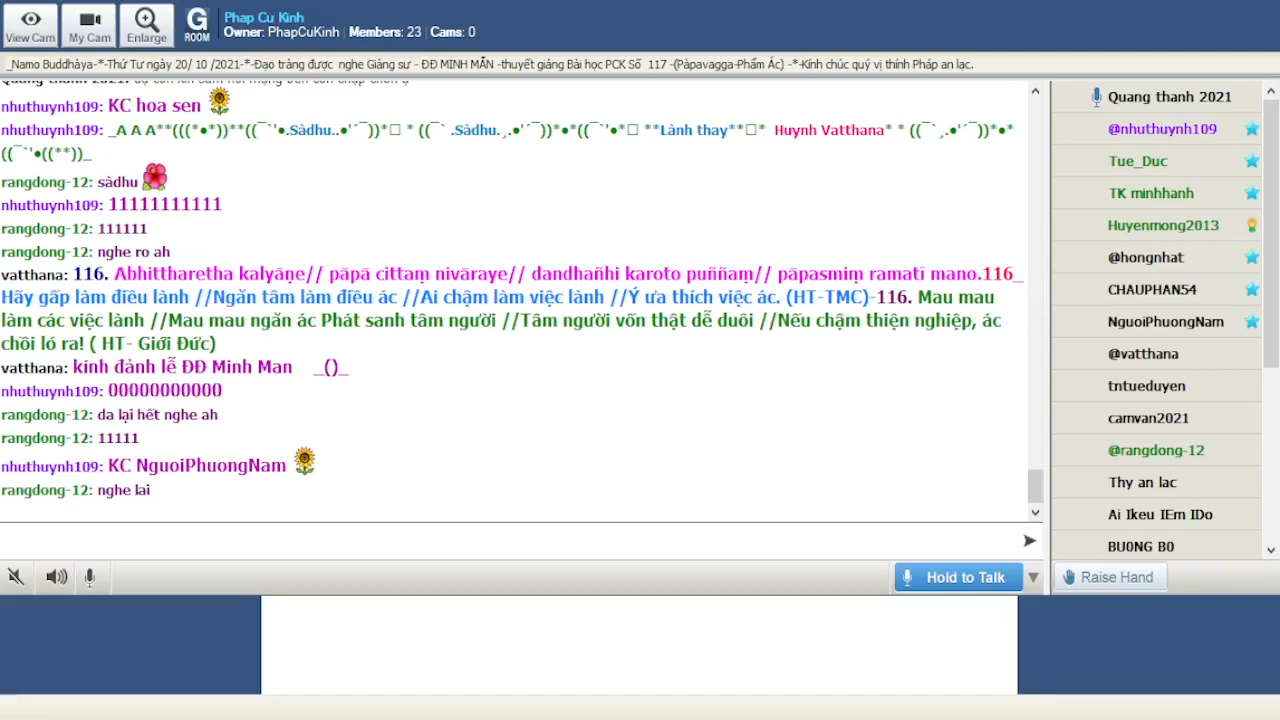 View Cam
My Cam
Enlarge
G
ROOM
Phap Cu Kinh
Owner: PhapCuKinh | Members: 23 | Cams: 0
_Namo Buddhàya-*-Thứ Tư ngày 20/ 10 /2021-*-Đạo tràng được nghe Giảng sư - ĐĐ MINH MẪN -thuyết giảng Bài học PCK Số 117 -(Pàpavagga-Phẩm Ác) -*-Kính chúc quý vị thính Pháp an lạc.
nhuthuynh109: KC hoa sen
nhuthuynh109: _A A A**(((*•*))**((¯`'•.Sàdhu..•'´¯))*□ * ((¯` .Sàdhu.¸.•'´¯))*•*((¯`'•*□ **Lành thay**□* Huynh Vatthana* * ((¯`¸.•'´¯))*•*
((¯`'•((**))_
rangdong-12: sàdhu
nhuthuynh109: 11111111111
rangdong-12: 111111
rangdong-12: nghe ro ah
vatthana: 116. Abhittharetha kalyāṇe// pāpā cittaṃ nivāraye// dandhañhi karoto puññaṃ// pāpasmiṃ ramatī mano.116_
Hãy gấp làm điều lành //Ngăn tâm làm điều ác //Ai chậm làm việc lành //Ý ưa thích việc ác. (HT-TMC)-116. Mau mau
làm các việc lành //Mau mau ngăn ác Phát sanh tâm người //Tâm người vốn thật dễ duôi //Nếu chậm thiện nghiệp, ác
chồi ló ra! ( HT- Giới Đức)
vatthana: kính đảnh lễ ĐĐ Minh Man _()_
nhuthuynh109: 00000000000
rangdong-12: da lại hết nghe ah
rangdong-12: 11111
nhuthuynh109: KC NguoiPhuongNam
rangdong-12: nghe lai
Hold to Talk
Quang thanh 2021
@nhuthuynh109
Tue_Duc
TK minhhanh
Huyenmong2013
@hongnhat
CHAUPHAN54
NguoiPhuongNam
@vatthana
tntueduyen
camvan2021
@rangdong-12
Thy an lac
Ai Ikeu IEm IDo
BU0NG B0
Raise Hand